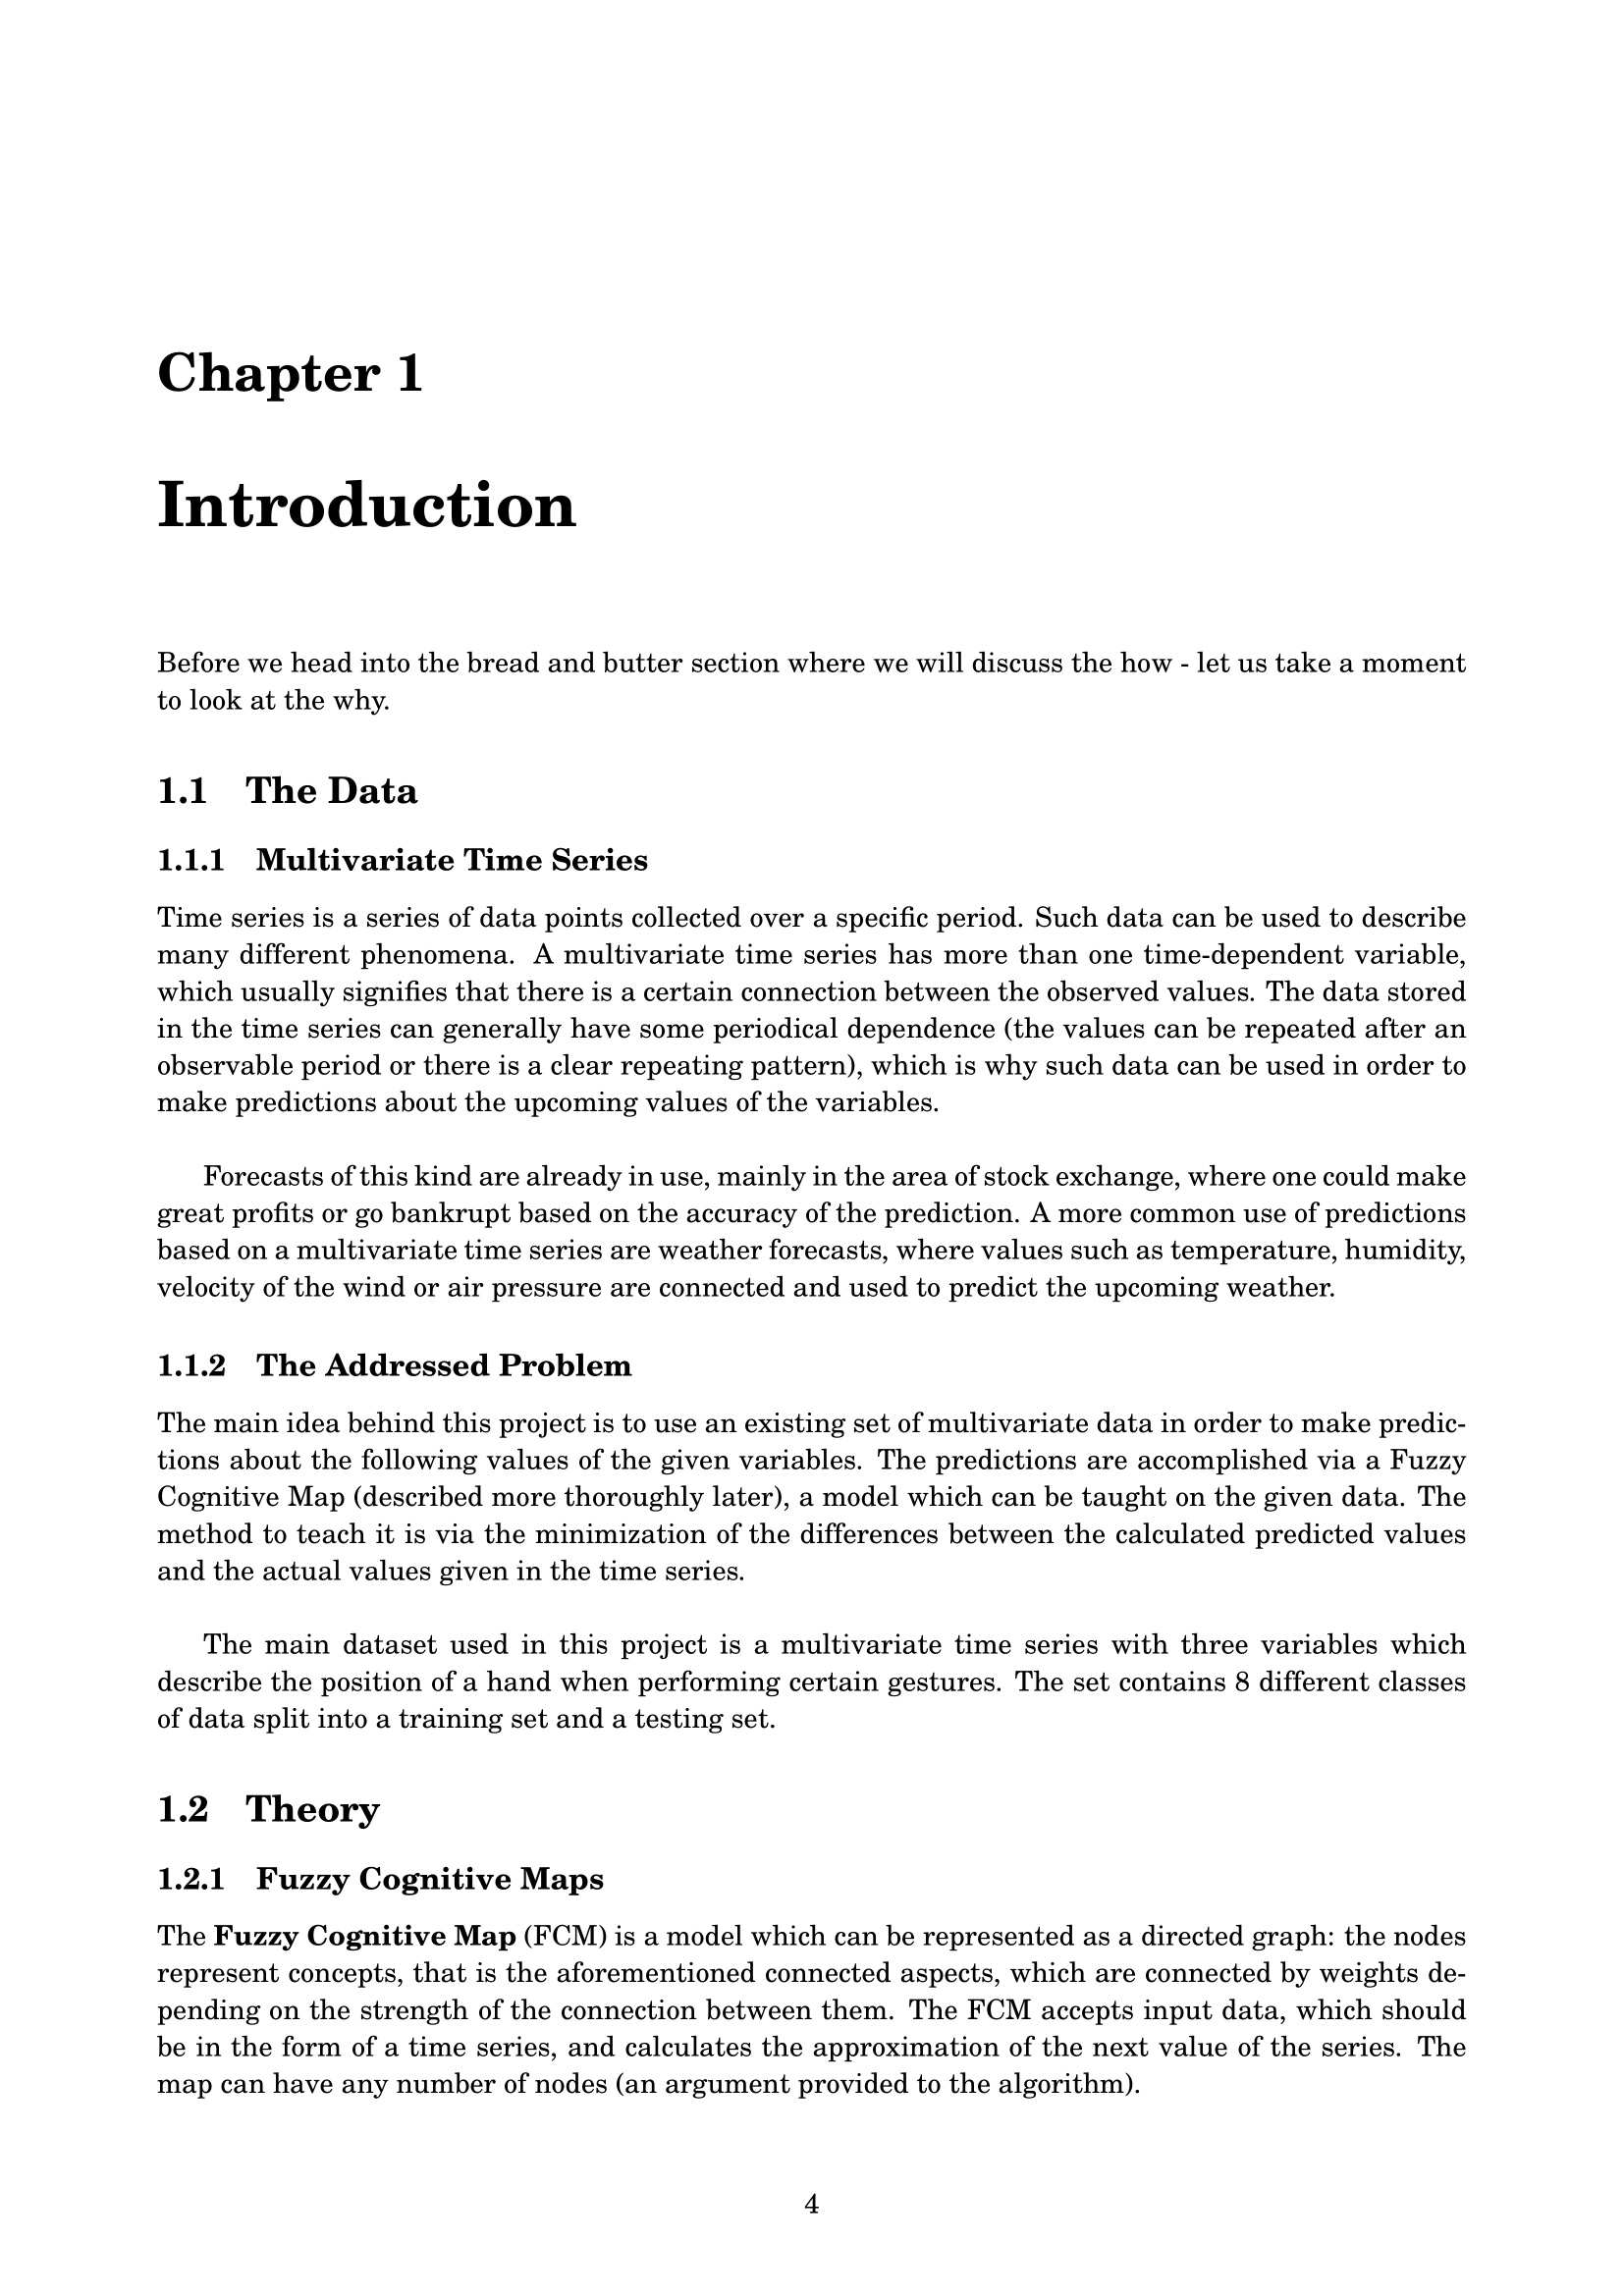 Chapter 1
Introduction
Before we head into the bread and butter section where we will discuss the how - let us take a moment
to look at the why.
1.1 The Data
1.1.1 Multivariate Time Series
Time series is a series of data points collected over a specific period. Such data can be used to describe
many different phenomena. A multivariate time series has more than one time-dependent variable,
which usually signifies that there is a certain connection between the observed values. The data stored
in the time series can generally have some periodical dependence (the values can be repeated after an
observable period or there is a clear repeating pattern), which is why such data can be used in order to
make predictions about the upcoming values of the variables.
Forecasts of this kind are already in use, mainly in the area of stock exchange, where one could make
great profits or go bankrupt based on the accuracy of the prediction. A more common use of predictions
based on a multivariate time series are weather forecasts, where values such as temperature, humidity,
velocity of the wind or air pressure are connected and used to predict the upcoming weather.
1.1.2 The Addressed Problem
The main idea behind this project is to use an existing set of multivariate data in order to make predic-
tions about the following values of the given variables. The predictions are accomplished via a Fuzzy
Cognitive Map (described more thoroughly later), a model which can be taught on the given data. The
method to teach it is via the minimization of the differences between the calculated predicted values
and the actual values given in the time series.
The main dataset used in this project is a multivariate time series with three variables which
describe the position of a hand when performing certain gestures. The set contains 8 different classes
of data split into a training set and a testing set.
1.2 Theory
1.2.1 Fuzzy Cognitive Maps
The Fuzzy Cognitive Map (FCM) is a model which can be represented as a directed graph: the nodes
represent concepts, that is the aforementioned connected aspects, which are connected by weights de-
pending on the strength of the connection between them. The FCM accepts input data, which should
be in the form of a time series, and calculates the approximation of the next value of the series. The
map can have any number of nodes (an argument provided to the algorithm).
4